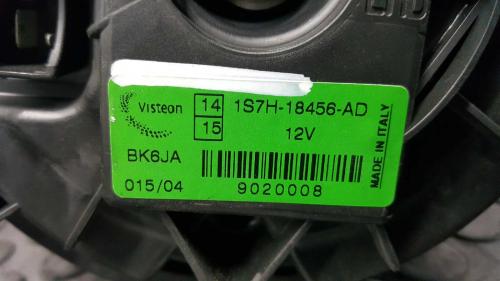 Visteon
14
15
1S7H-18456-AD
12V
BK6JA
015/04
9020008
MADE IN ITALY